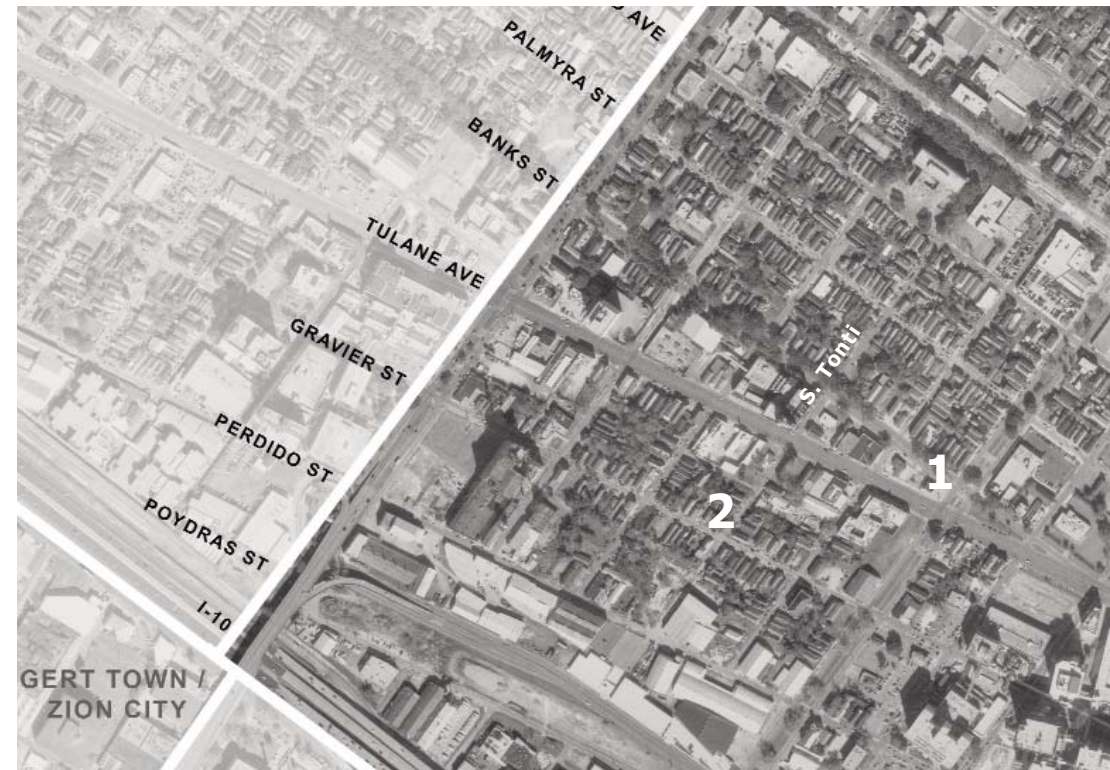 AVE
PALMYRA ST
BANKS ST
TULANE AVE
GRAVIER ST
PERDIDO ST
POYDRAS ST
I-10
GERT TOWN /
ZION CITY
S. Tonti
1
2